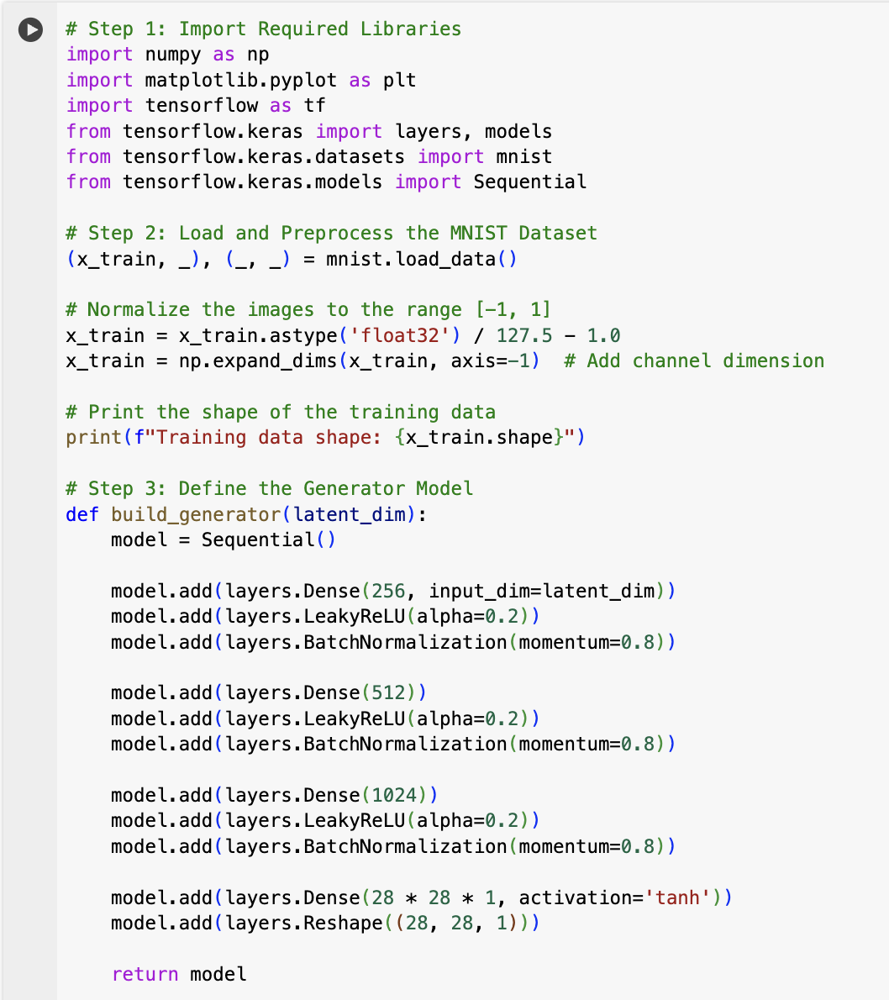 # Step 1: Import Required Libraries
import numpy as np
import matplotlib.pyplot as plt
import tensorflow as tf
from tensorflow.keras import layers, models
from tensorflow.keras.datasets import mnist
from tensorflow.keras.models import Sequential

# Step 2: Load and Preprocess the MNIST Dataset
(x_train, _), (_, _) = mnist.load_data()

# Normalize the images to the range [-1, 1]
x_train = x_train.astype('float32') / 127.5 - 1.0
x_train = np.expand_dims(x_train, axis=-1)  # Add channel dimension

# Print the shape of the training data
print(f"Training data shape: {x_train.shape}")

# Step 3: Define the Generator Model
def build_generator(latent_dim):
    model = Sequential()

    model.add(layers.Dense(256, input_dim=latent_dim))
    model.add(layers.LeakyReLU(alpha=0.2))
    model.add(layers.BatchNormalization(momentum=0.8))

    model.add(layers.Dense(512))
    model.add(layers.LeakyReLU(alpha=0.2))
    model.add(layers.BatchNormalization(momentum=0.8))

    model.add(layers.Dense(1024))
    model.add(layers.LeakyReLU(alpha=0.2))
    model.add(layers.BatchNormalization(momentum=0.8))

    model.add(layers.Dense(28 * 28 * 1, activation='tanh'))
    model.add(layers.Reshape((28, 28, 1)))

    return model